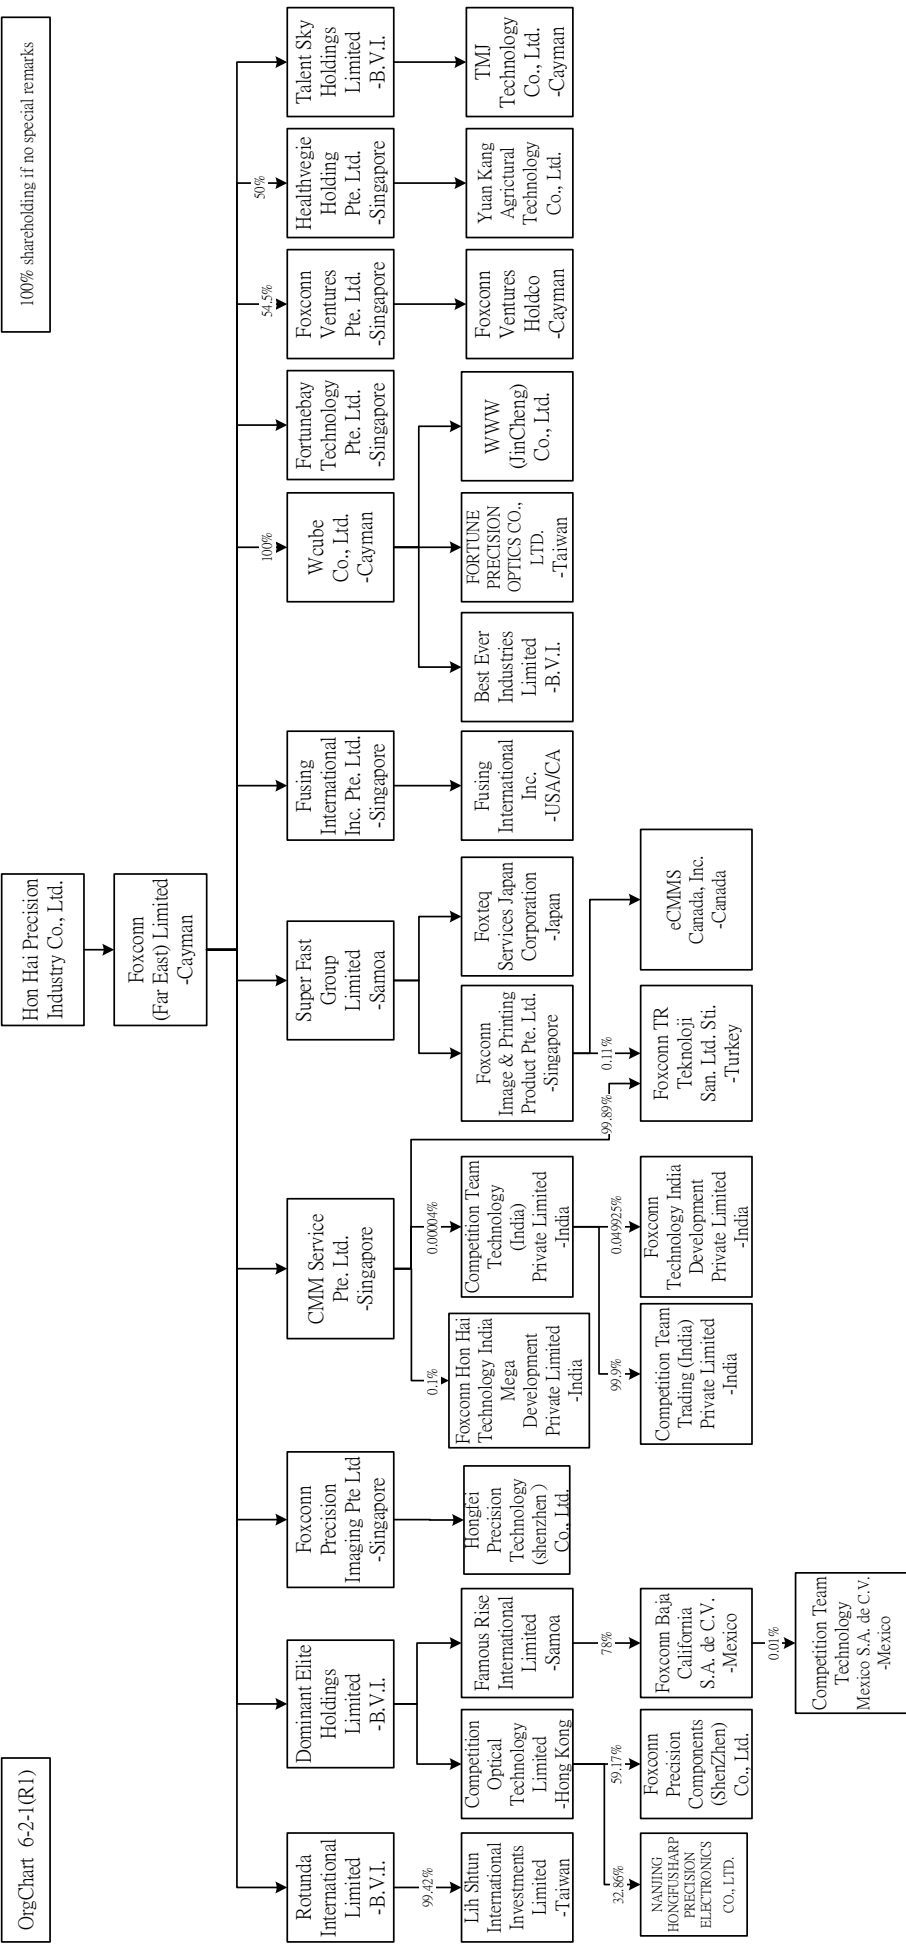 OrgChart 6-2-1(R1)
100% shareholding if no special remarks
Hon Hai Precision
Industry Co., Ltd.
Foxconn
(Far East) Limited
-Cayman
Rotunda
International
Limited
-B.V.I.
Dominant Elite
Holdings
Limited
-B.V.I.
Foxconn
Precision
Imaging Pte Ltd
-Singapore
CMM Service
Pte. Ltd.
-Singapore
Super Fast
Group
Limited
-Samoa
Fusing
International
Inc. Pte. Ltd.
-Singapore
100%
Wcube
Co., Ltd.
-Cayman
Fortunebay
Technology
Pte. Ltd.
-Singapore
54.5%
Foxconn
Ventures
Pte. Ltd.
-Singapore
50%
Healthvegie
Holding
Pte. Ltd.
-Singapore
Talent Sky
Holdings
Limited
-B.V.I.
99.42%
Lih Shtun
International
Investments
Limited
-Taiwan
Competition
Optical
Technology
Limited
-Hong Kong
Famous Rise
International
Limited
-Samoa
Hongfei
Precision
Technology
(shenzhen )
Co., Ltd.
0.1%
Foxconn Hon Hai
Technology India
Mega
Development
Private Limited
-India
0.00004%
Competition Team
Technology
(India)
Private Limited
-India
99.89%
Foxconn
Image & Printing
Product Pte. Ltd.
-Singapore
Foxteq
Services Japan
Corporation
-Japan
Fusing
International
Inc.
-USA/CA
Best Ever
Industries
Limited
-B.V.I.
FORTUNE
PRECISION
OPTICS CO.,
LTD.
-Taiwan
WWW
(JinCheng)
Co., Ltd.
Foxconn
Ventures
Holdco
-Cayman
Yuan Kang
Agrictural
Technology
Co., Ltd.
TMJ
Technology
Co., Ltd.
-Cayman
32.86%
NANJING
HONGFUSHARP
PRECISION
ELECTRONICS
CO., LTD.
59.17%
Foxconn
Precision
Components
(ShenZhen)
Co., Ltd.
78%
Foxconn Baja
California
S.A. de C.V.
-Mexico
99.9%
Competition Team
Trading (India)
Private Limited
-India
0.049925%
Foxconn
Technology India
Development
Private Limited
-India
0.11%
Foxconn TR
Teknoloji
San. Ltd. Sti.
-Turkey
eCMMS
Canada, Inc.
-Canada
0.01%
Competition Team
Technology
Mexico S.A. de C.V.
-Mexico